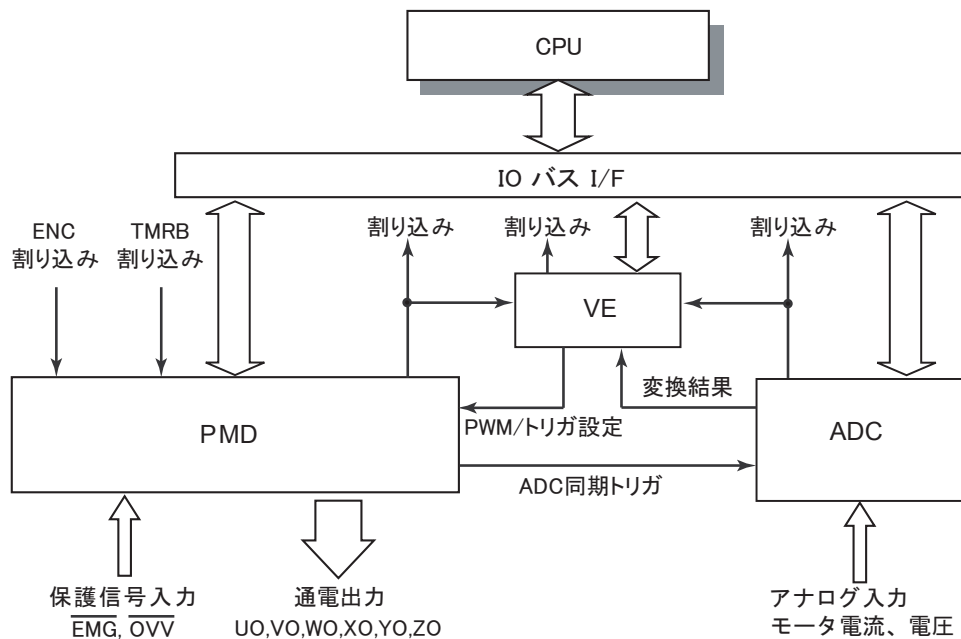 CPU
IO バス I/F
ENC
割り込み
TMRB
割り込み
割り込み
割り込み
割り込み
VE
変換結果
PWM/トリガ設定
PMD
ADC
ADC同期トリガ
保護信号入力
EMG, OVV
通電出力
UO,VO,WO,XO,YO,ZO
アナログ入力
モータ電流、電圧